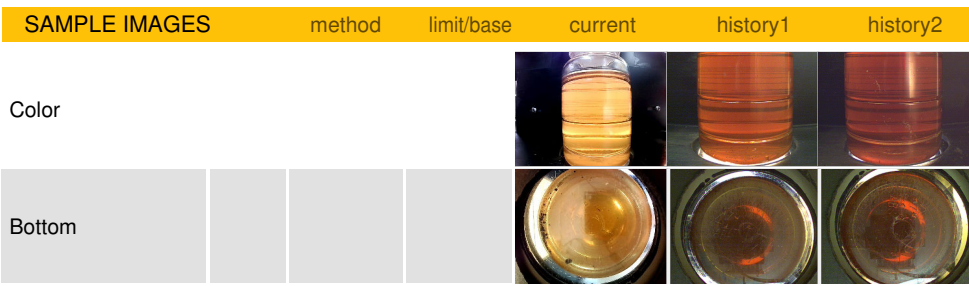 SAMPLE IMAGES method limit/base current history1 history2
Color
Bottom